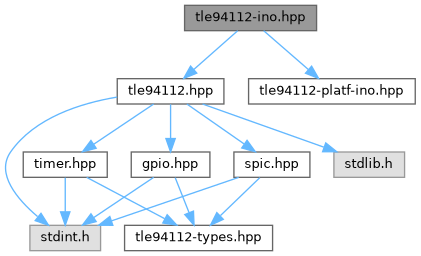 tle94112-ino.hpp
tle94112.hpp
tle94112-platf-ino.hpp
timer.hpp
gpio.hpp
spic.hpp
stdlib.h
stdint.h
tle94112-types.hpp